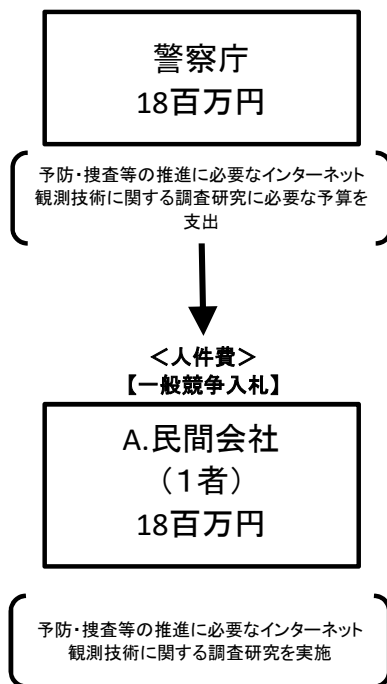 警察庁
18百万円
予防・捜査等の推進に必要なインターネット
観測技術に関する調査研究に必要な予算を
支出
＜人件費＞
【一般競争入札】
A.民間会社
（１者）
18百万円
予防・捜査等の推進に必要なインターネット
観測技術に関する調査研究を実施